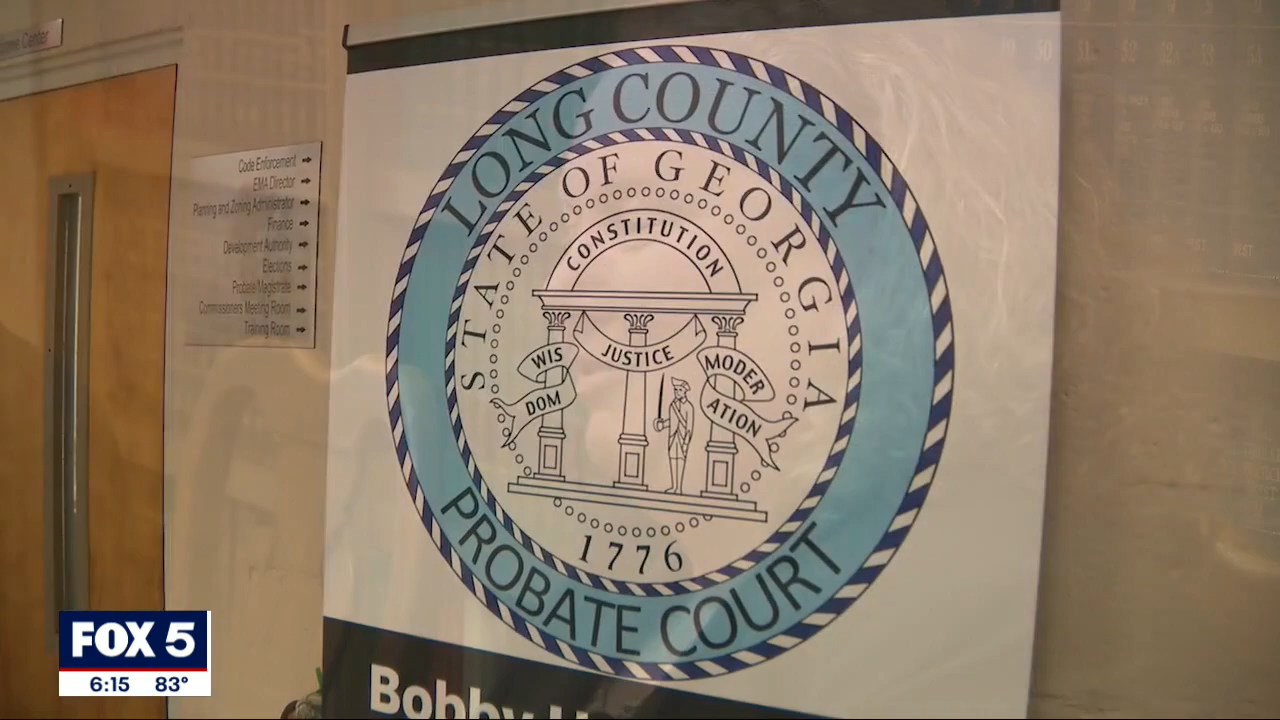 Center
Code Enforcement →
EMA Director →
Planning and Zoning Administrator →
Finance →
Development Authority →
Elections →
Probate/Magistrate →
Commissioners Meeting Room →
Training Room →
LONG COUNTY
STATE OF GEORGIA
CONSTITUTION
WIS
DOM
JUSTICE
MODER
ATION
1776
PROBATE COURT
Bobby
FOX 5
6:15 83°